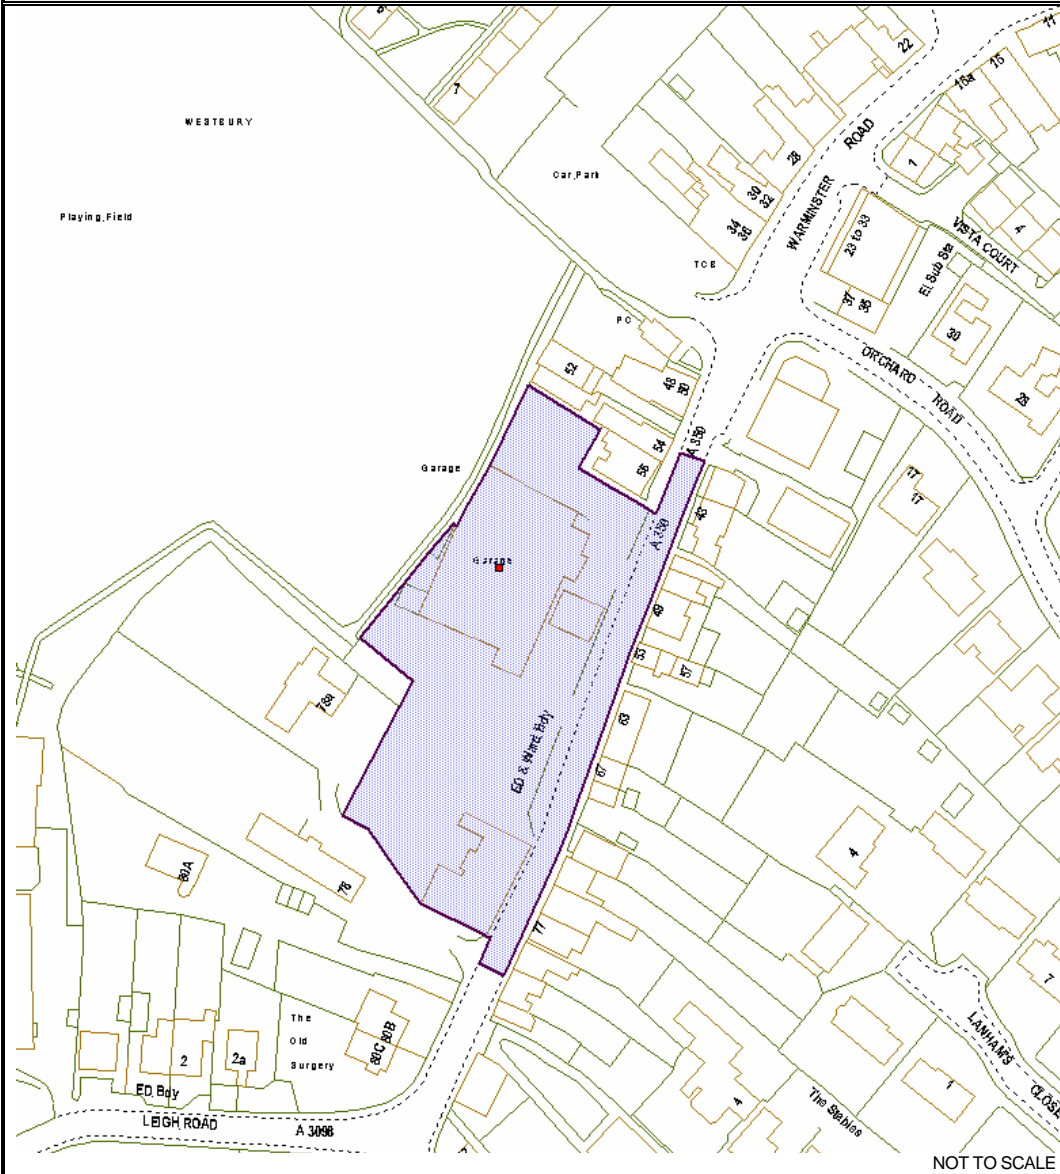 11
15
15a
22
7
WESTBURY
ROAD
28
1
Car Park
30
32
Playing Field
WARMINSTER
34
36
4
VISTA COURT
23 to 33
TCB
El Sub Sta
37
35
PC
30
ORCHARD
ROAD
52
48
50
28
54
A 350
Garage
56
17
17
43
A 350
Garage
49
53
57
78a
63
ED & Ward Bdy
67
4
80A
78
77
7
The
Old
Surgery
80C
80B
2
2a
LANHAMS
CLOSE
1
4
The Stables
ED Bdy
LEIGH ROAD
A 3098
NOT TO SCALE